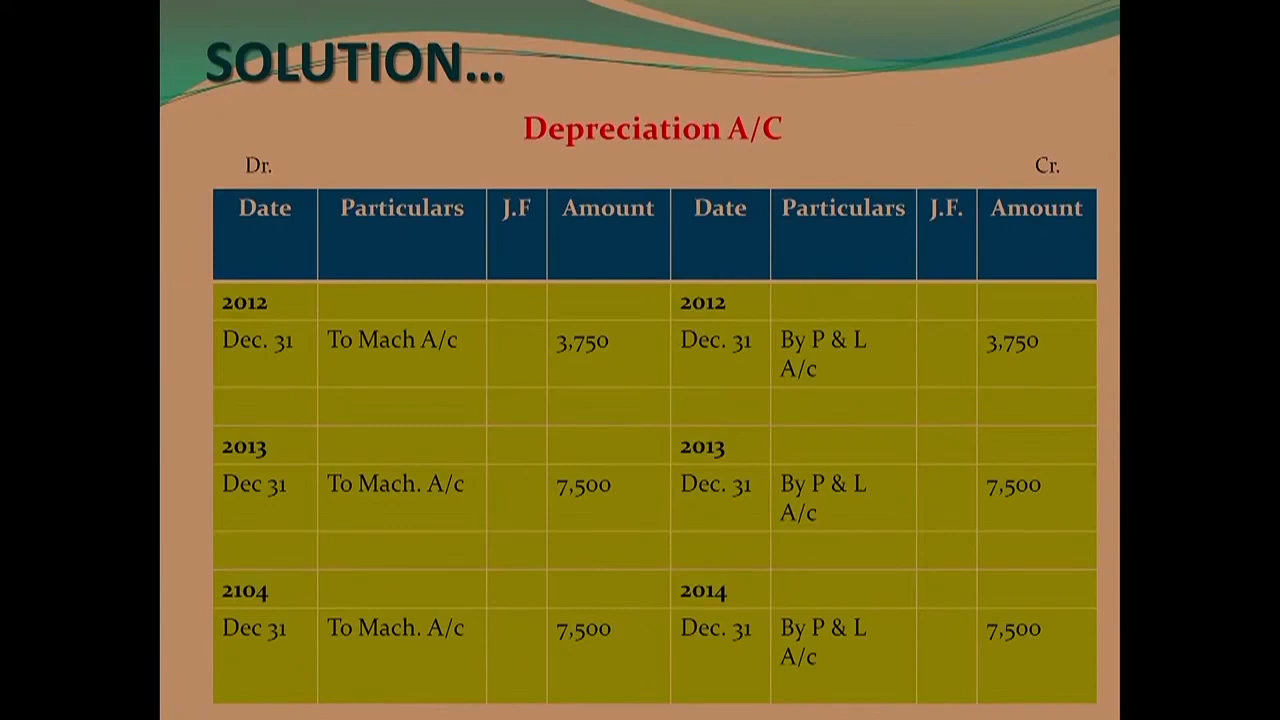 SOLUTION...
Depreciation A/C
Dr. Cr.
Date Particulars J.F Amount Date Particulars J.F. Amount
2012 2012
Dec. 31 To Mach A/c 3,750 Dec. 31 By P & L 3,750
A/c
2013 2013
Dec 31 To Mach. A/c 7,500 Dec. 31 By P & L 7,500
A/c
2104 2014
Dec 31 To Mach. A/c 7,500 Dec. 31 By P & L 7,500
A/c